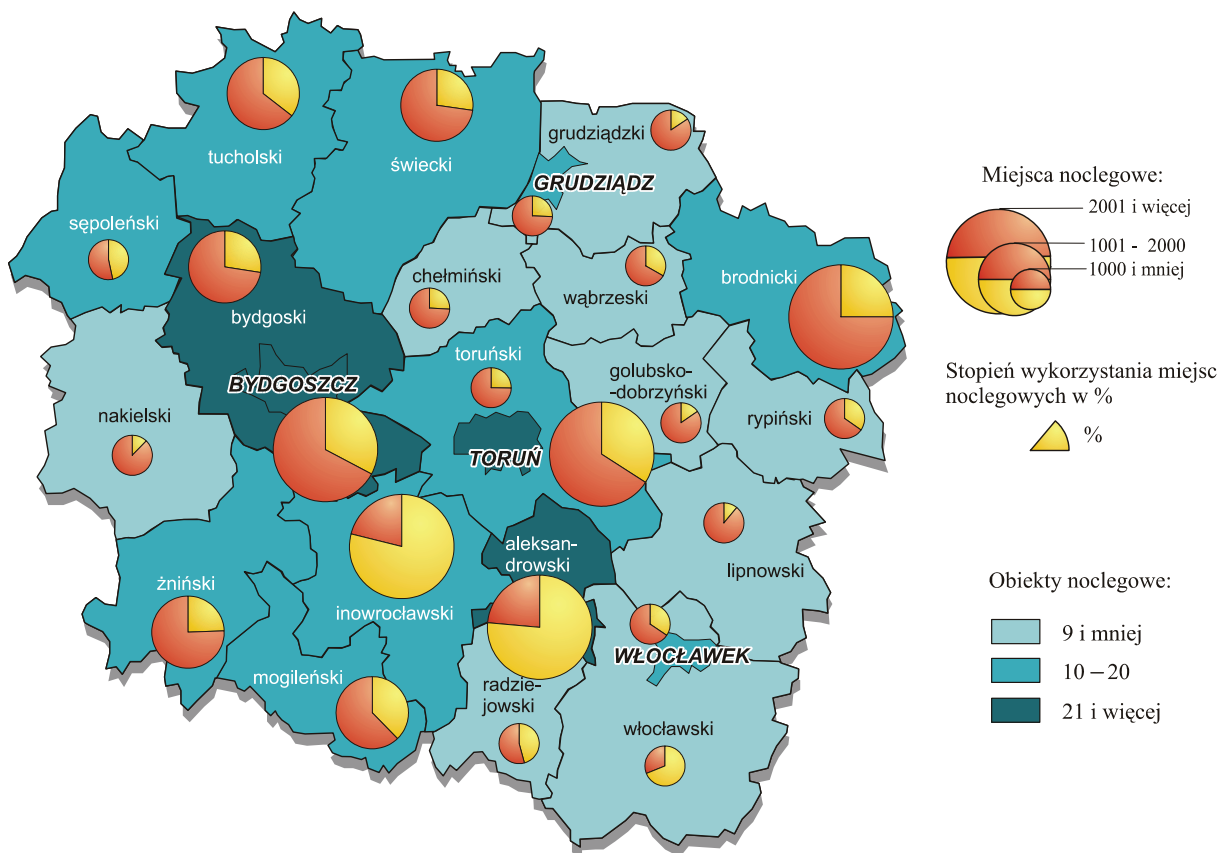 tucholski
świecki
grudziądzki
GRUDZIĄDZ
sępoleński
bydgoski
chełmiński
wąbrzeski
brodnicki
BYDGOSZCZ
toruński
golubsko-
-dobrzyński
rypiński
nakielski
TORUŃ
aleksan-
drowski
lipnowski
żniński
inowrocławski
WŁOCŁAWEK
mogileński
radzie-
jowski
włocławski
Miejsca noclegowe:
2001 i więcej
1001 - 2000
1000 i mniej
Stopień wykorzystania miejsc
noclegowych w %
%
Obiekty noclegowe:
9 i mniej
10 – 20
21 i więcej